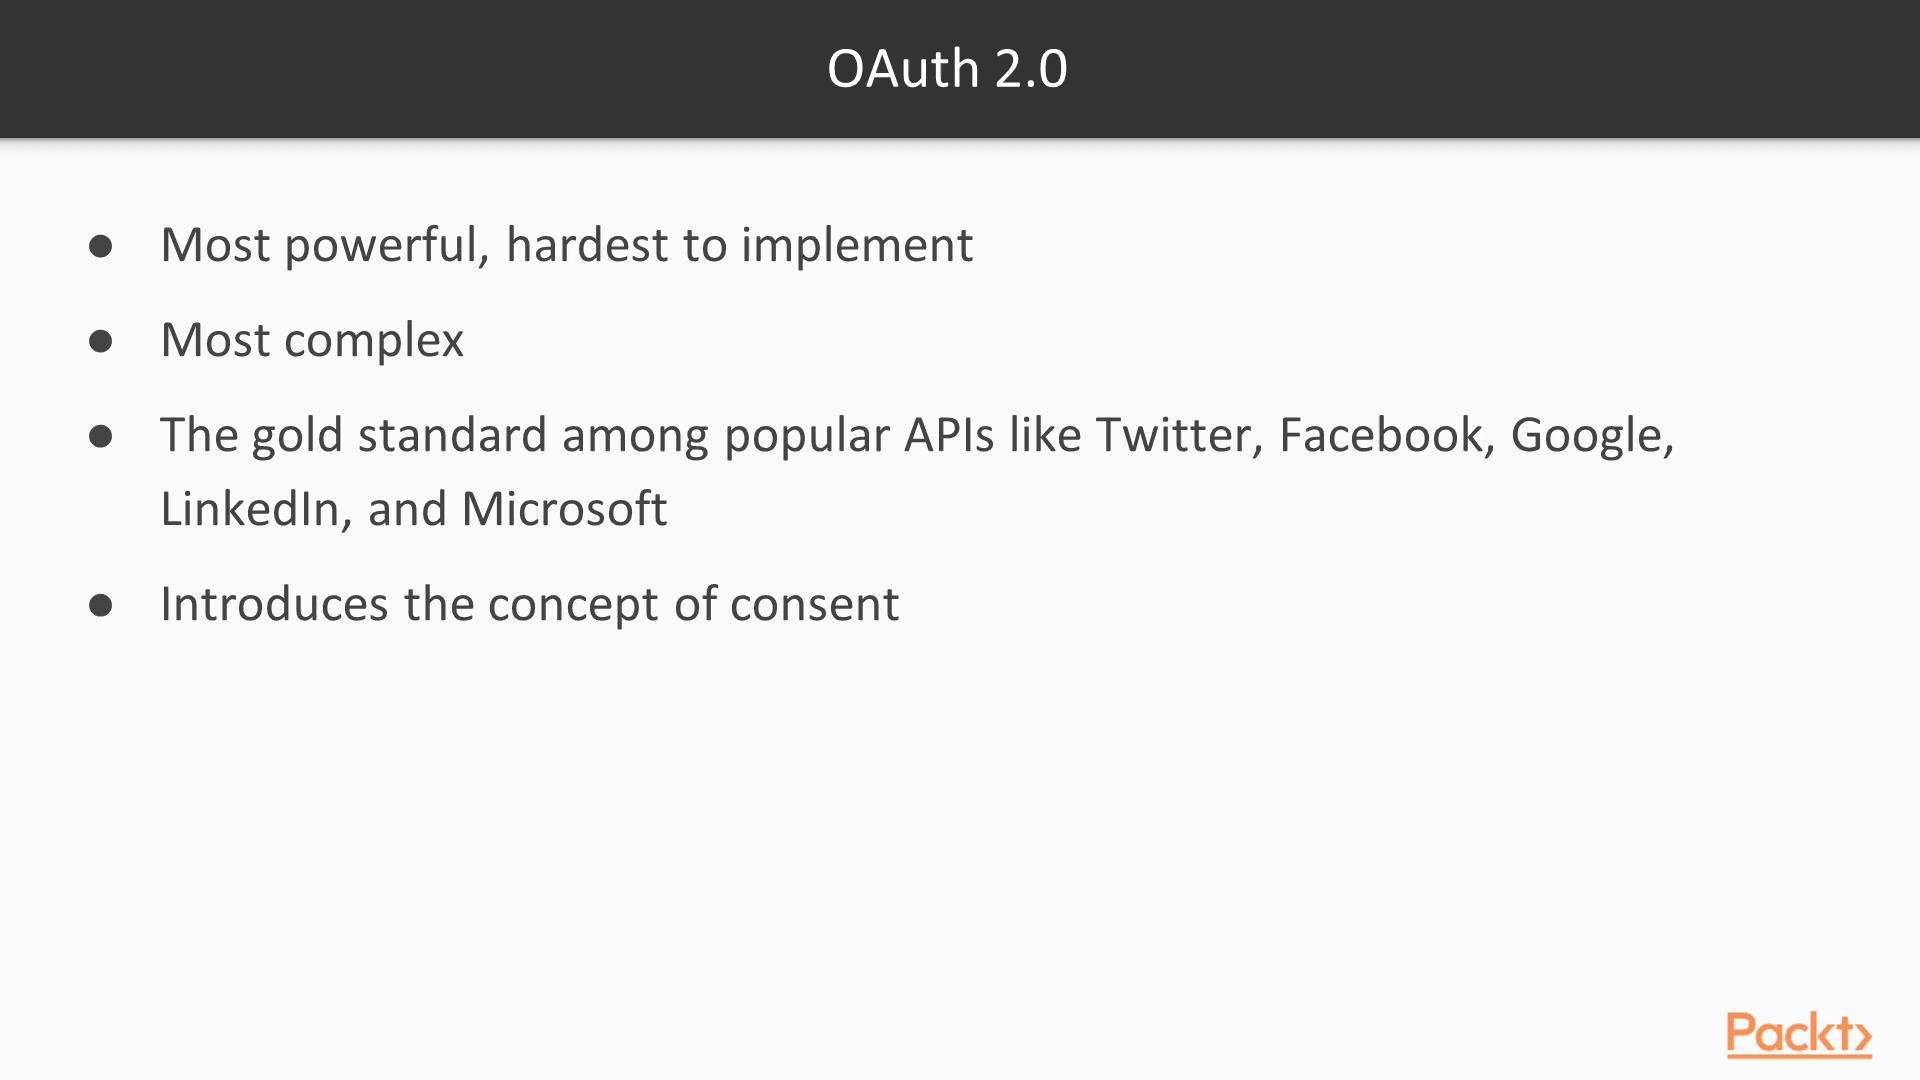 OAuth 2.0
● Most powerful, hardest to implement
● Most complex
● The gold standard among popular APIs like Twitter, Facebook, Google,
LinkedIn, and Microsoft
● Introduces the concept of consent
Packt>